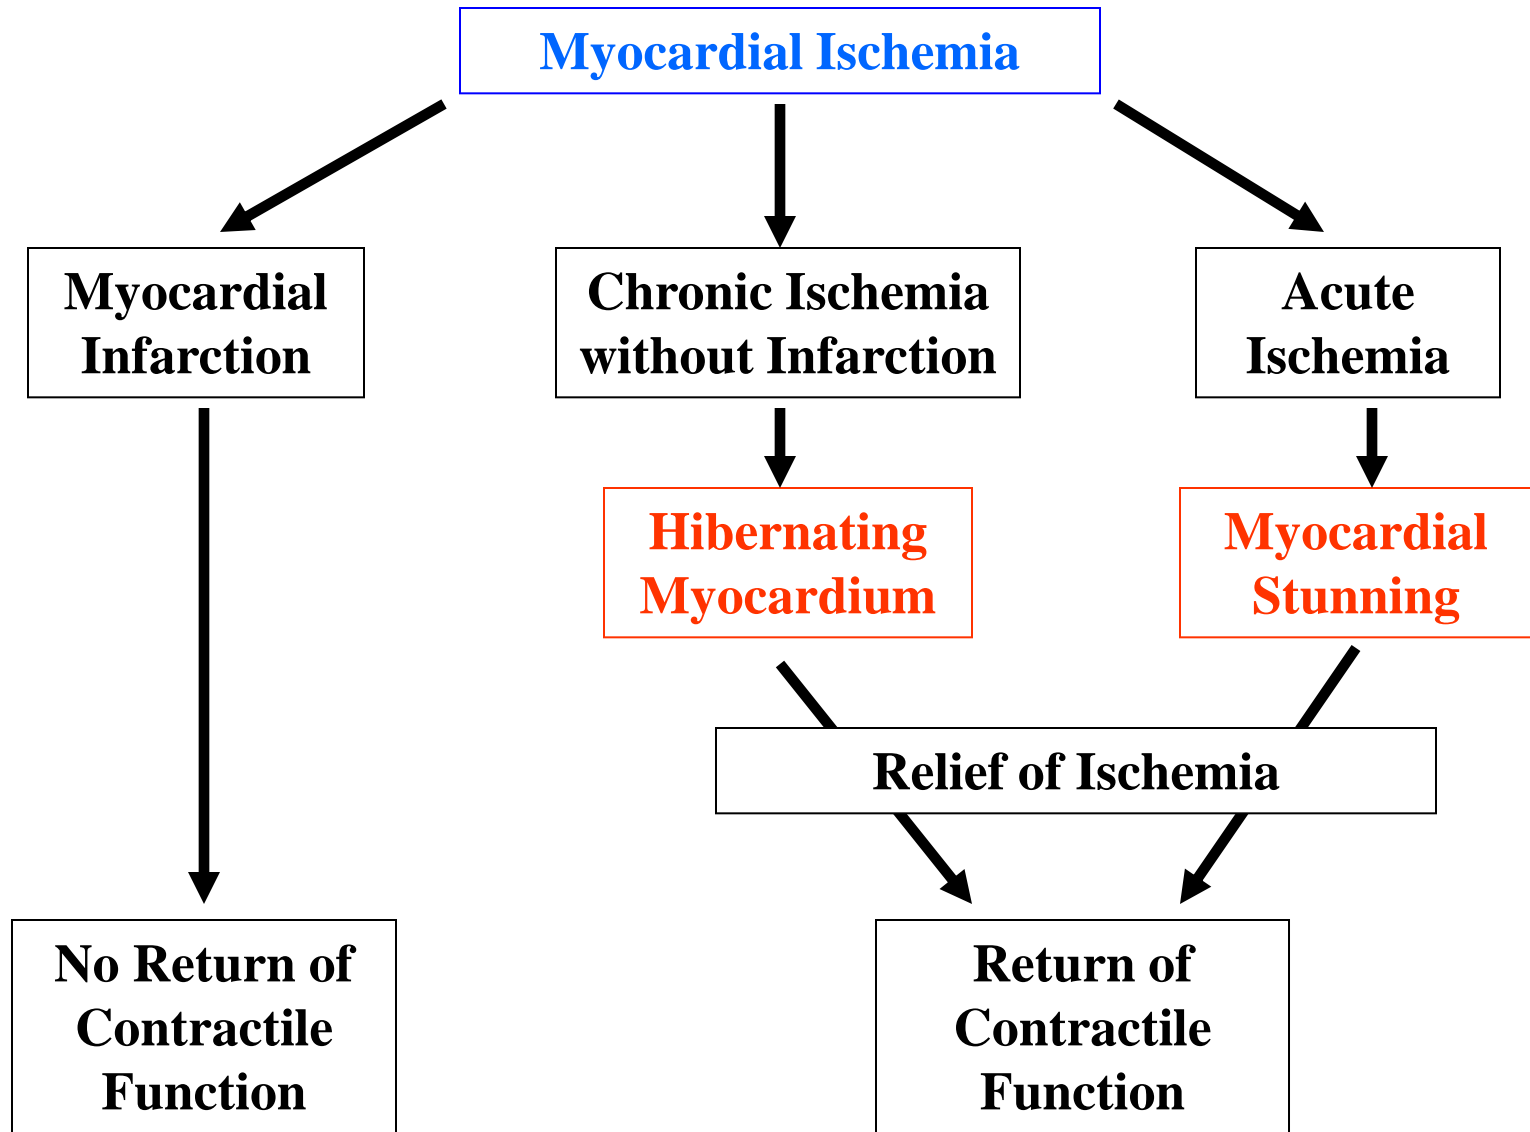 Myocardial Ischemia
Myocardial
Infarction
Chronic Ischemia
without Infarction
Acute
Ischemia
Hibernating
Myocardium
Myocardial
Stunning
Relief of Ischemia
No Return of
Contractile
Function
Return of
Contractile
Function